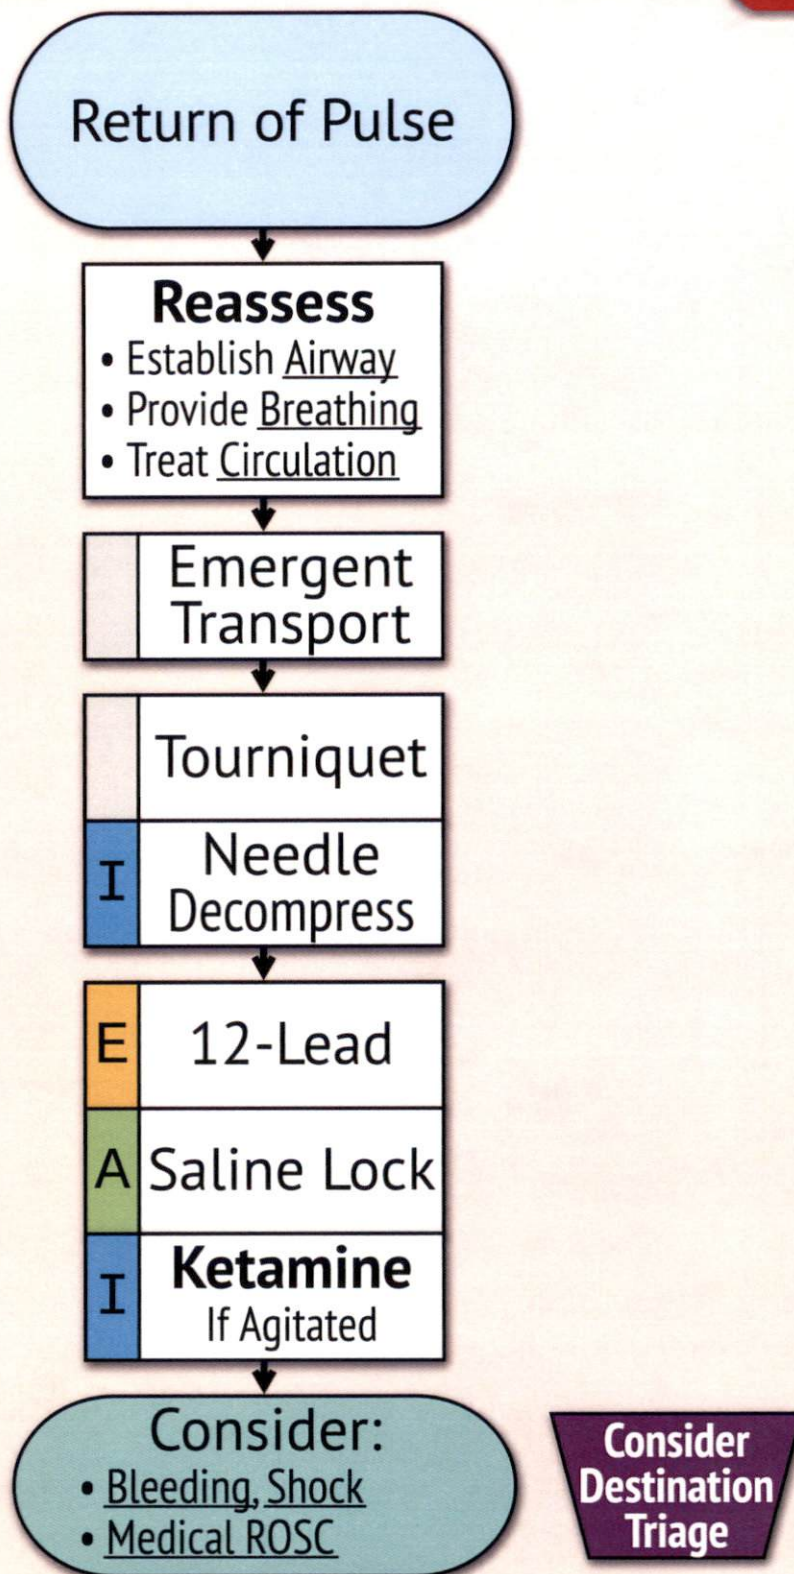 Return of Pulse
Reassess
• Establish Airway
• Provide Breathing
• Treat Circulation
Emergent
Transport
Tourniquet
I
Needle
Decompress
E
12-Lead
A
Saline Lock
I
Ketamine
If Agitated
Consider:
• Bleeding, Shock
• Medical ROSC
Consider
Destination
Triage